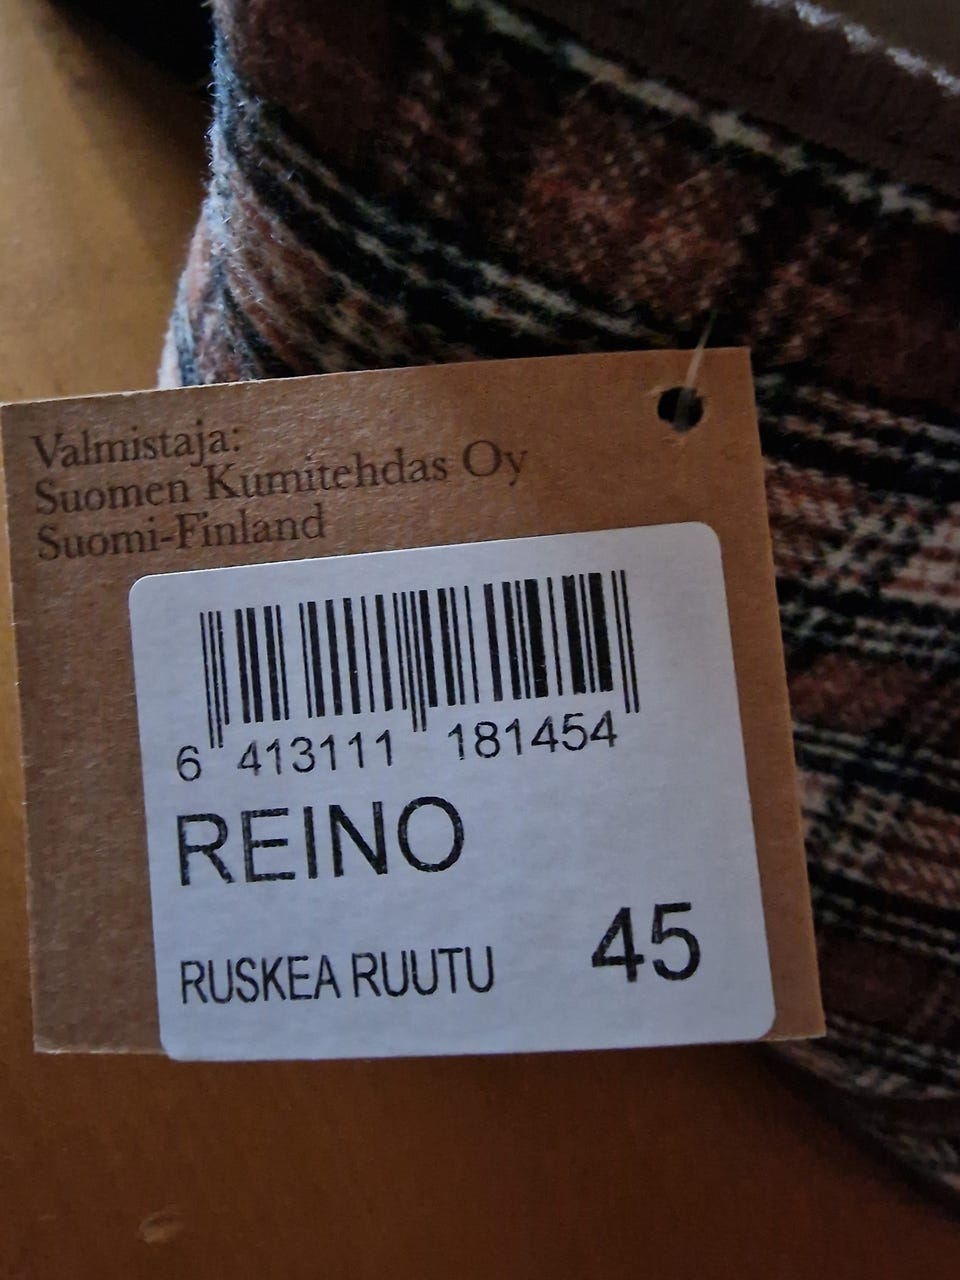 Valmistaja:
Suomen Kumitehdas Oy
Suomi-Finland
6 413111 181454
REINO
RUSKEA RUUTU 45